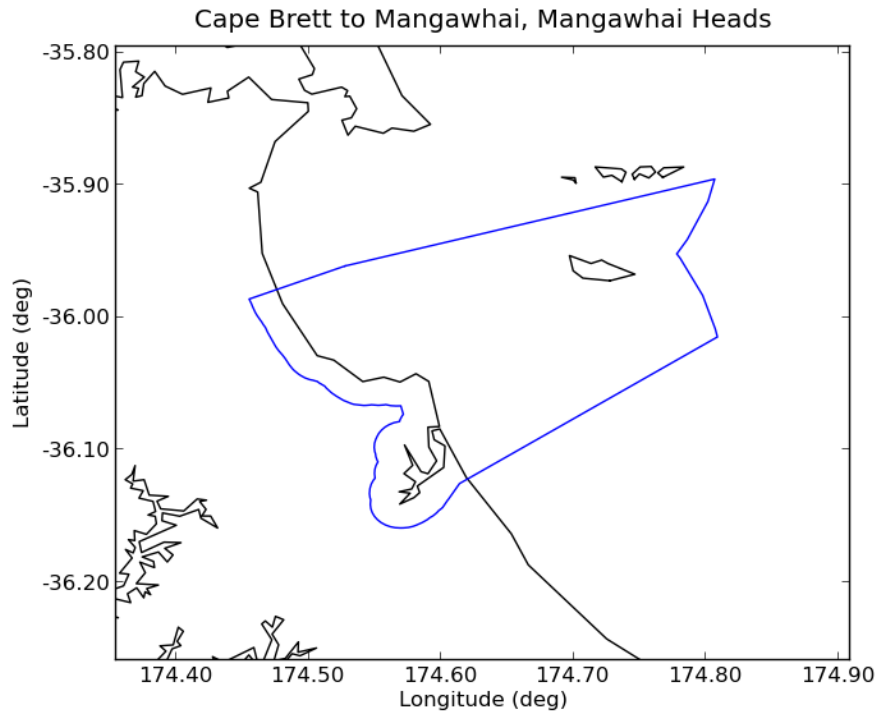 Cape Brett to Mangawhai, Mangawhai Heads
-35.80
-35.90
-36.00
-36.10
-36.20
Latitude (deg)
174.40 174.50 174.60 174.70 174.80 174.90
Longitude (deg)